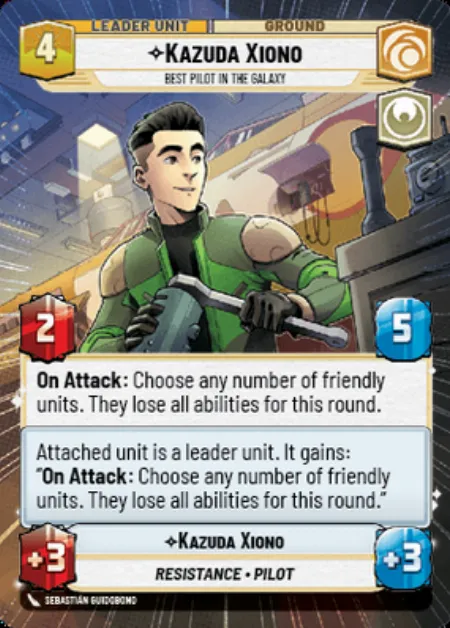 LEADER UNIT
GROUND
4
✧KAZUDA XIONO
BEST PILOT IN THE GALAXY
2
5
On Attack: Choose any number of friendly
units. They lose all abilities for this round.
Attached unit is a leader unit. It gains:
"On Attack: Choose any number of friendly
units. They lose all abilities for this round."
+3
✧KAZUDA XIONO
+3
RESISTANCE • PILOT
SEBASTIÁN GUIDOBONO